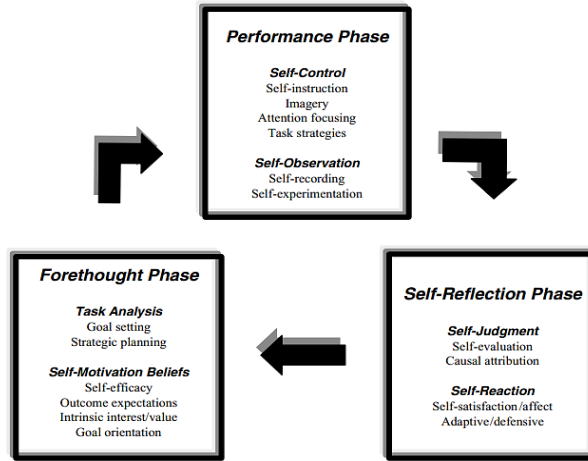 Performance Phase
Self-Control
Self-instruction
Imagery
Attention focusing
Task strategies
Self-Observation
Self-recording
Self-experimentation
Forethought Phase
Task Analysis
Goal setting
Strategic planning
Self-Motivation Beliefs
Self-efficacy
Outcome expectations
Intrinsic interest/value
Goal orientation
Self-Reflection Phase
Self-Judgment
Self-evaluation
Causal attribution
Self-Reaction
Self-satisfaction/affect
Adaptive/defensive